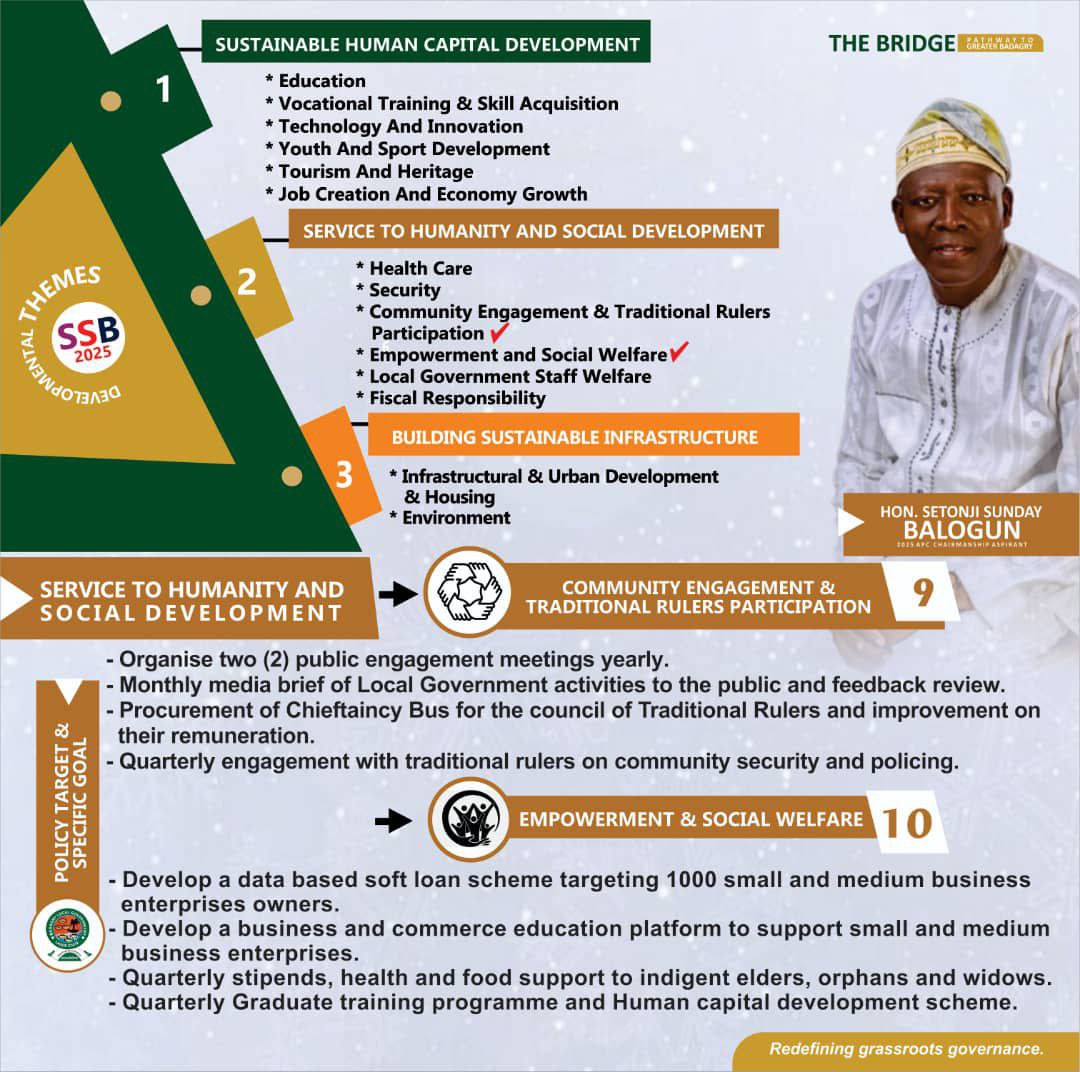 THE BRIDGE PATHWAY TO
GREATER BADAGRY
1
SUSTAINABLE HUMAN CAPITAL DEVELOPMENT
* Education
* Vocational Training & Skill Acquisition
* Technology And Innovation
* Youth And Sport Development
* Tourism And Heritage
* Job Creation And Economy Growth
2
SERVICE TO HUMANITY AND SOCIAL DEVELOPMENT
* Health Care
* Security
* Community Engagement & Traditional Rulers
Participation ✓
* Empowerment and Social Welfare ✓
* Local Government Staff Welfare
* Fiscal Responsibility
DEVELOPMENTAL THEMES
SSB
2025
3
BUILDING SUSTAINABLE INFRASTRUCTURE
* Infrastructural & Urban Development
& Housing
* Environment
HON. SETONJI SUNDAY
BALOGUN
2025 APC CHAIRMANSHIP ASPIRANT
SERVICE TO HUMANITY AND
SOCIAL DEVELOPMENT
COMMUNITY ENGAGEMENT &
TRADITIONAL RULERS PARTICIPATION
9
POLICY TARGET &
SPECIFIC GOAL
- Organise two (2) public engagement meetings yearly.
- Monthly media brief of Local Government activities to the public and feedback review.
- Procurement of Chieftaincy Bus for the council of Traditional Rulers and improvement on
their remuneration.
- Quarterly engagement with traditional rulers on community security and policing.
EMPOWERMENT & SOCIAL WELFARE
10
- Develop a data based soft loan scheme targeting 1000 small and medium business
enterprises owners.
- Develop a business and commerce education platform to support small and medium
business enterprises.
- Quarterly stipends, health and food support to indigent elders, orphans and widows.
- Quarterly Graduate training programme and Human capital development scheme.
Redefining grassroots governance.